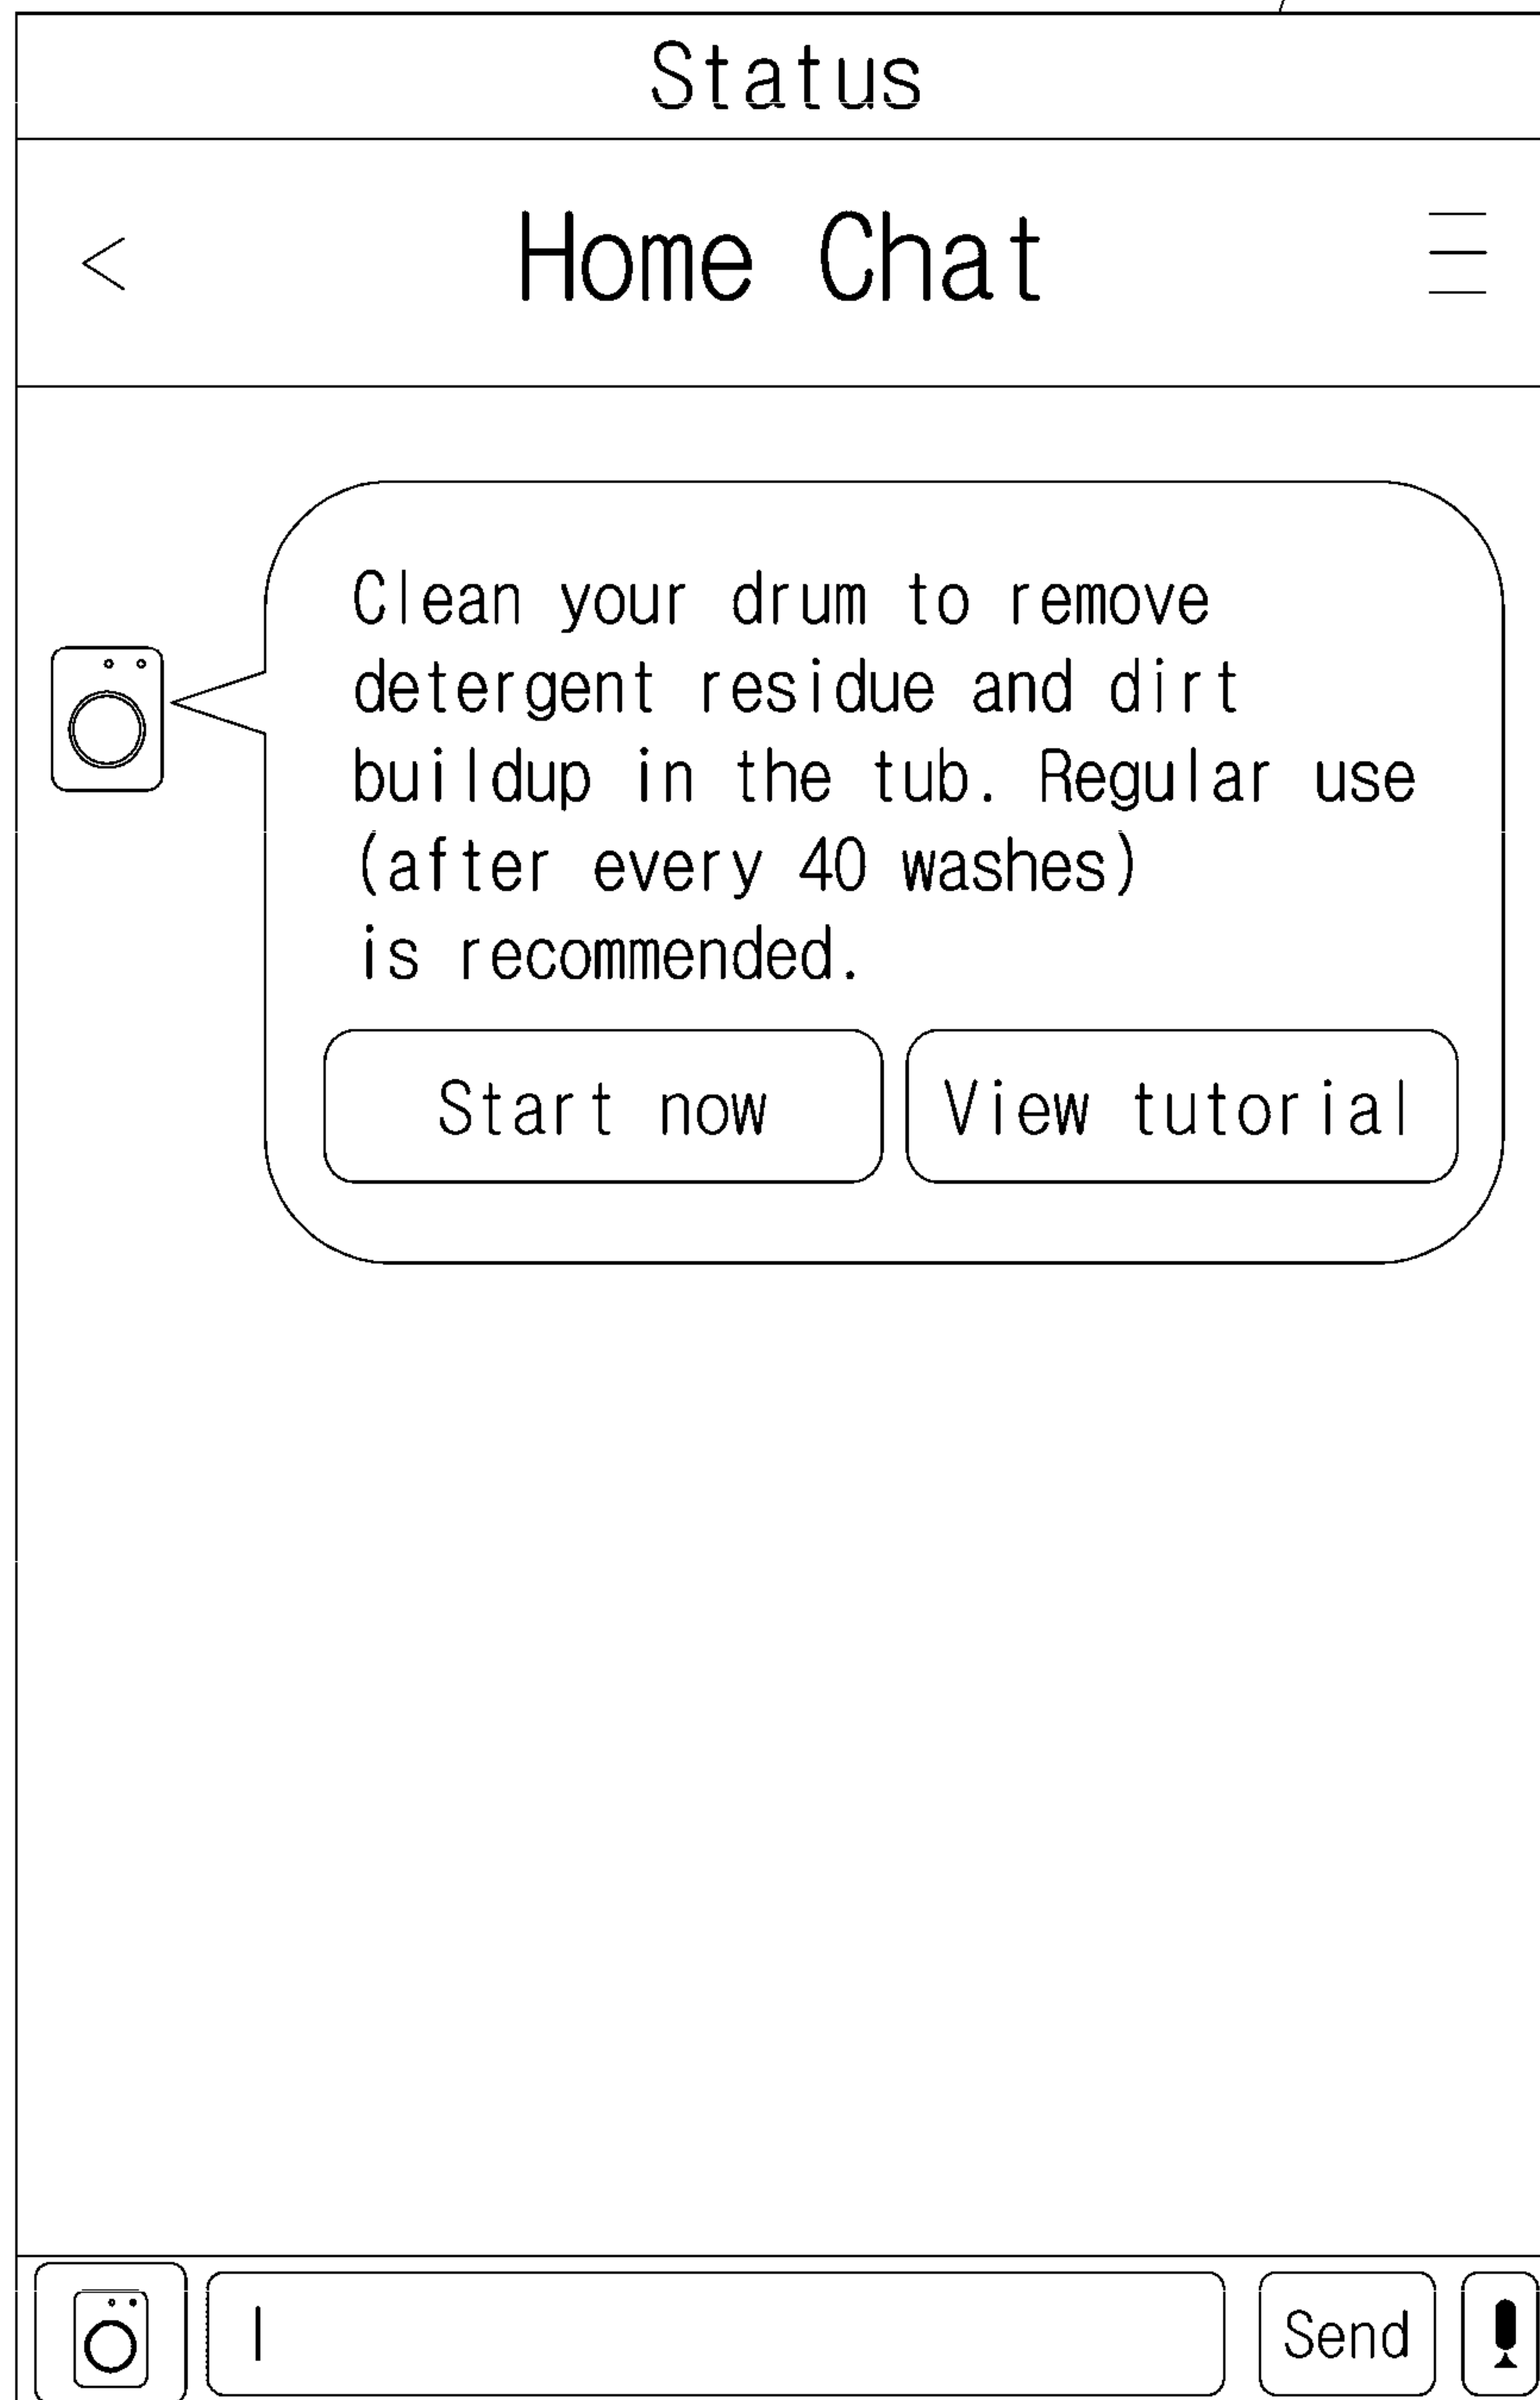 Status
Home Chat
Clean your drum to remove
detergent residue and dirt
buildup in the tub. Regular use
(after every 40 washes)
is recommended.
Start now
View tutorial
Send